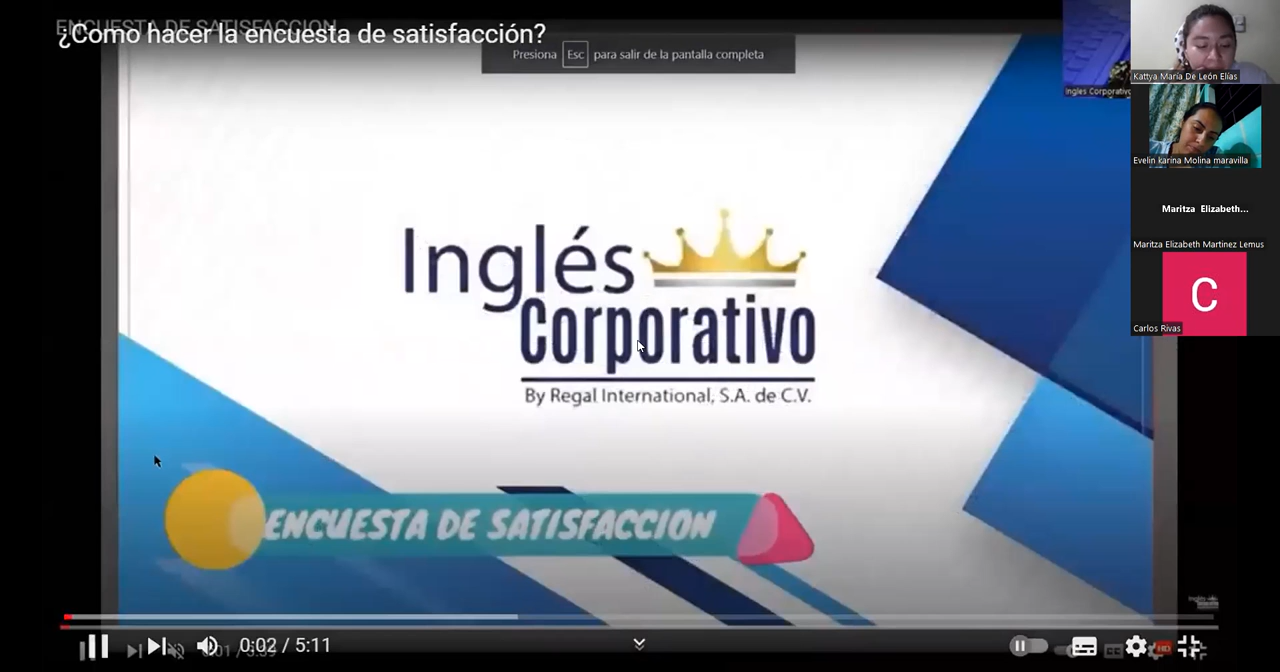 ENCUESTA DE SATISFACCION
¿Como hacer la encuesta de satisfacción?
Presiona Esc para salir de la pantalla completa
Ingles Corporativo
Kattya María De León Elías
Evelin karina Molina maravilla
Maritza Elizabeth...
Maritza Elizabeth Martinez Lemus
C
Carlos Rivas
Inglés
Corporativo
By Regal International, S.A. de C.V.
ENCUESTA DE SATISFACCION
0:02 / 5:11